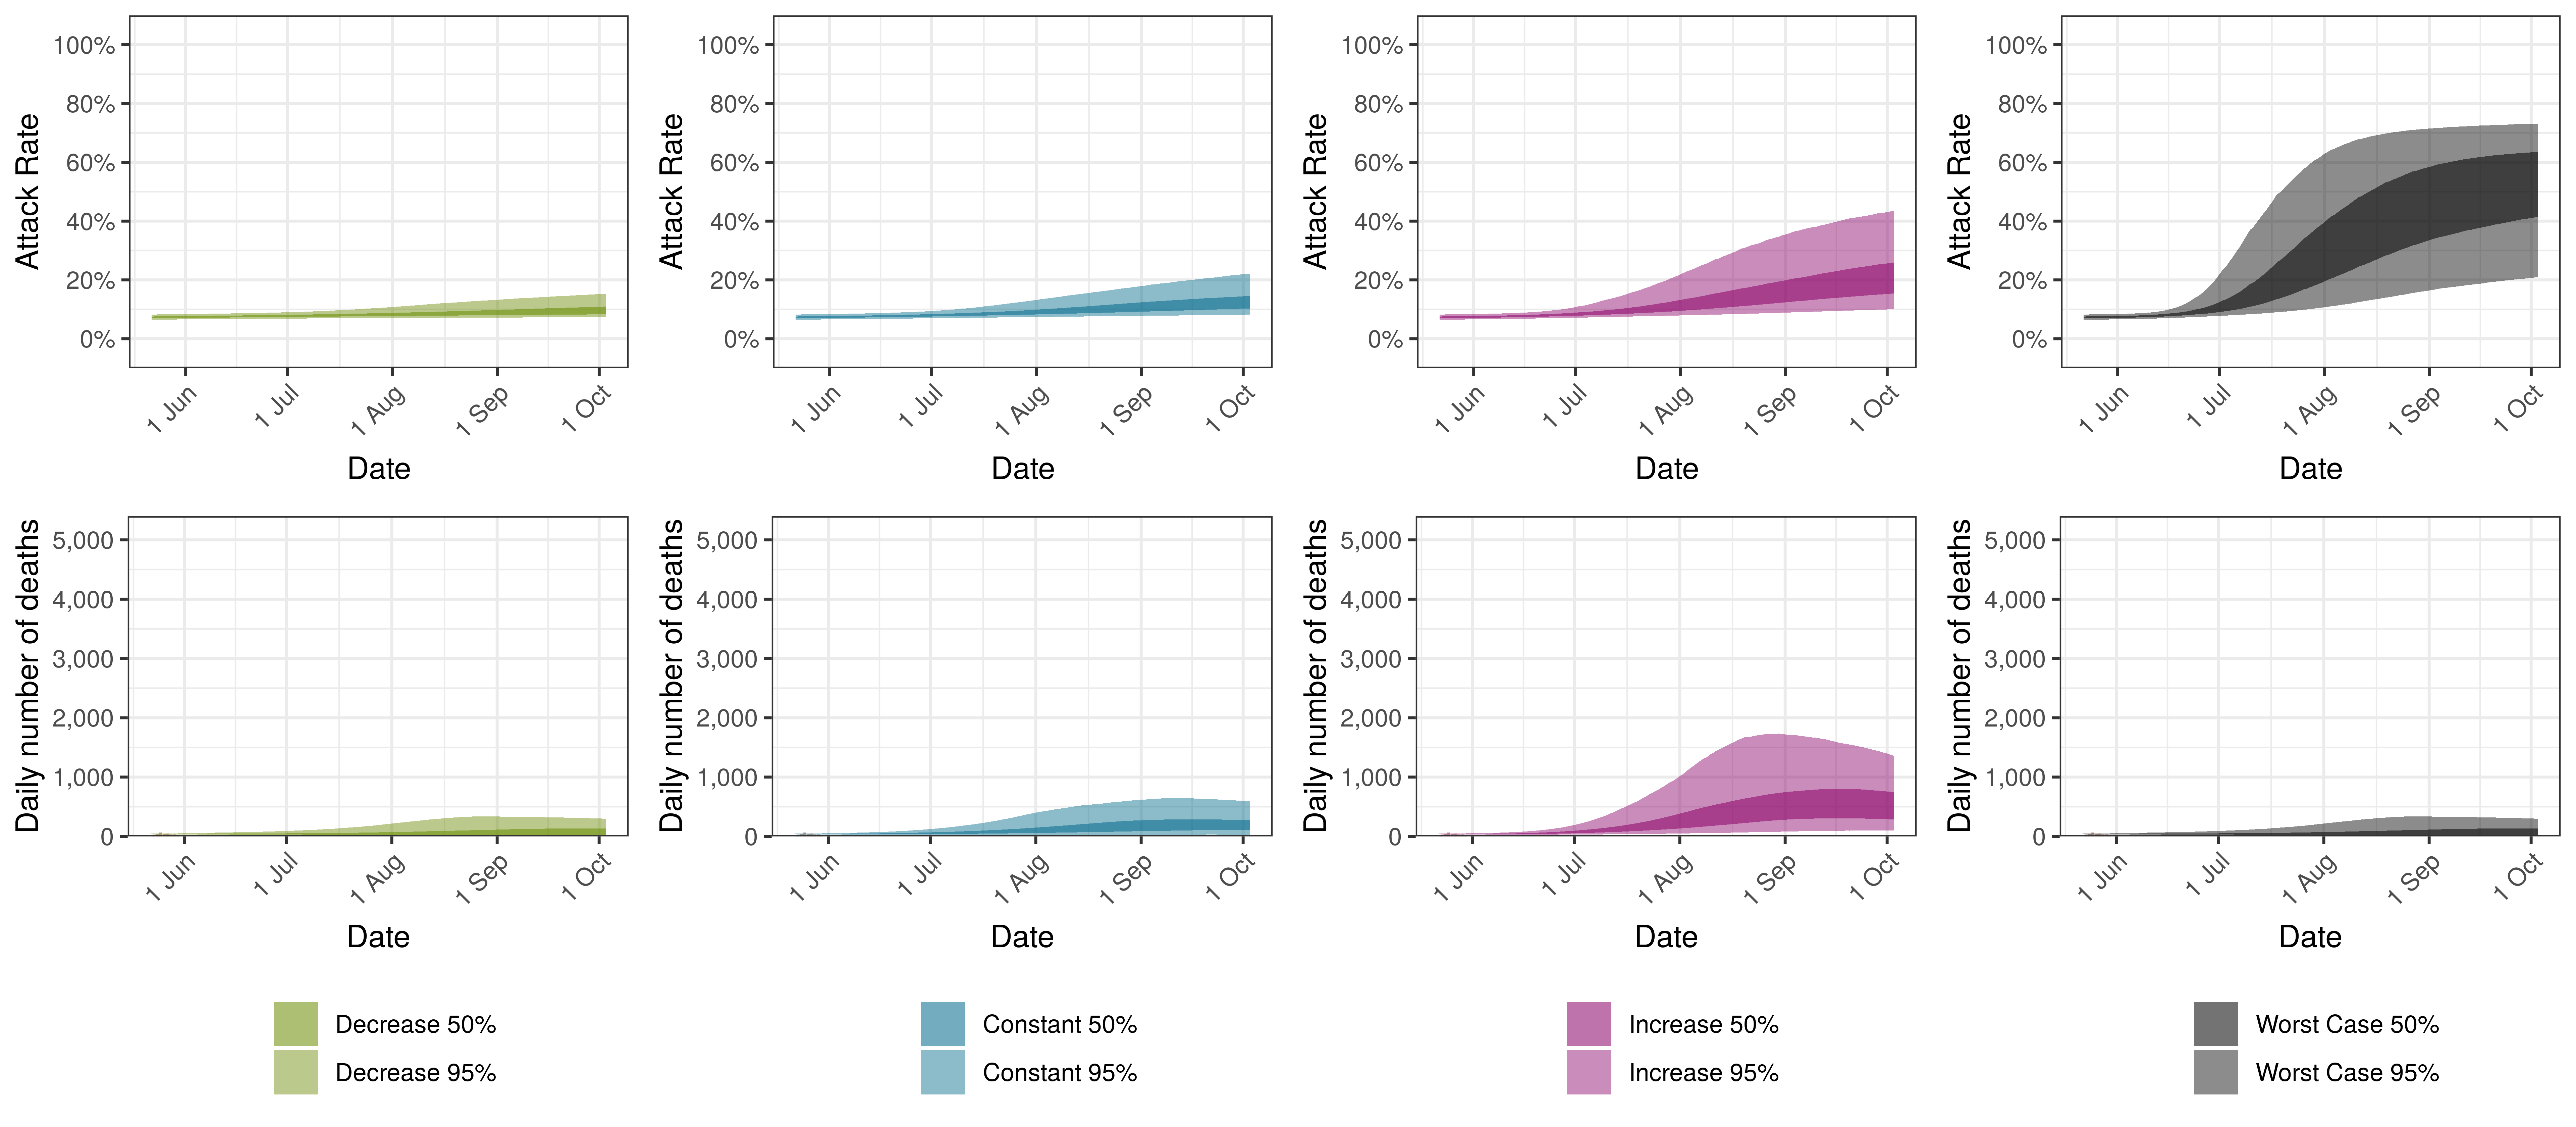 Attack Rate
100%
80%
60%
40%
20%
0%
1 Jun
1 Jul
1 Aug
1 Sep
1 Oct
Date
Attack Rate
100%
80%
60%
40%
20%
0%
1 Jun
1 Jul
1 Aug
1 Sep
1 Oct
Date
Attack Rate
100%
80%
60%
40%
20%
0%
1 Jun
1 Jul
1 Aug
1 Sep
1 Oct
Date
Attack Rate
100%
80%
60%
40%
20%
0%
1 Jun
1 Jul
1 Aug
1 Sep
1 Oct
Date
Daily number of deaths
5,000
4,000
3,000
2,000
1,000
0
1 Jun
1 Jul
1 Aug
1 Sep
1 Oct
Date
Daily number of deaths
5,000
4,000
3,000
2,000
1,000
0
1 Jun
1 Jul
1 Aug
1 Sep
1 Oct
Date
Daily number of deaths
5,000
4,000
3,000
2,000
1,000
0
1 Jun
1 Jul
1 Aug
1 Sep
1 Oct
Date
Daily number of deaths
5,000
4,000
3,000
2,000
1,000
0
1 Jun
1 Jul
1 Aug
1 Sep
1 Oct
Date
Decrease 50%
Decrease 95%
Constant 50%
Constant 95%
Increase 50%
Increase 95%
Worst Case 50%
Worst Case 95%